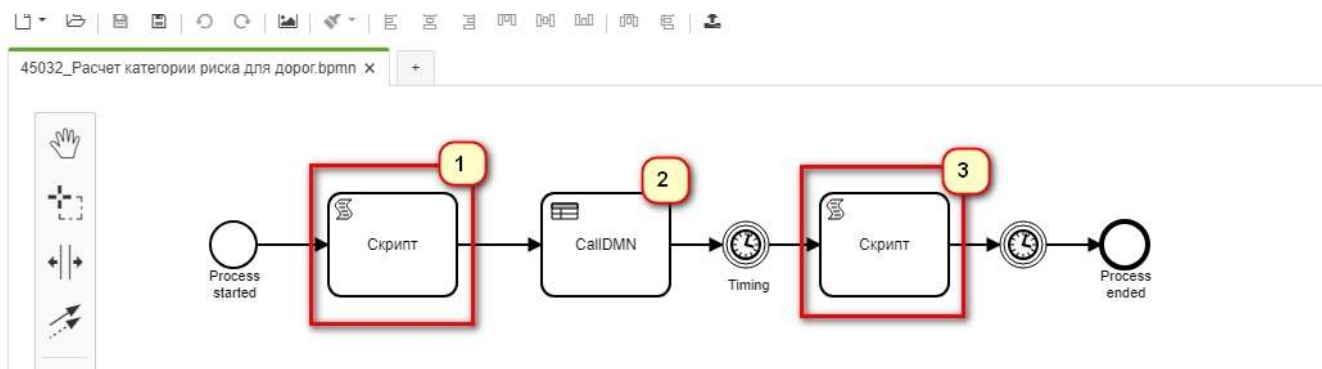 45032_Расчет категории риска для дорог.bpmn ×
+
1
2
3
Скрипт
CallDMN
Скрипт
Process
started
Timing
Process
ended